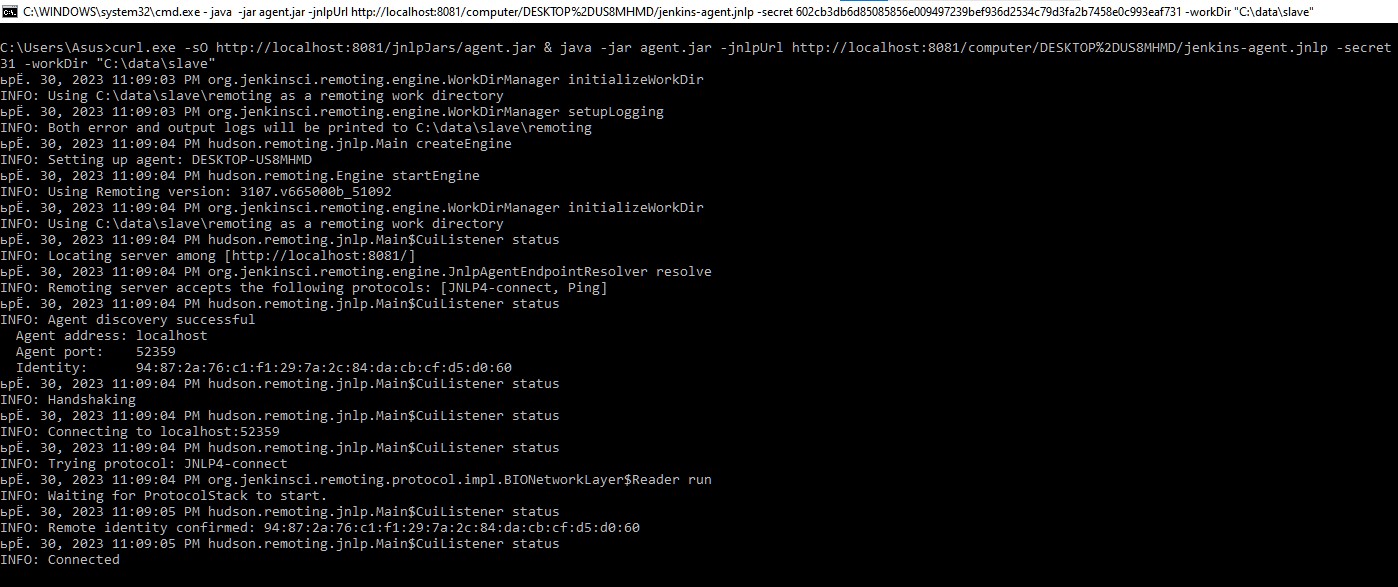 C:\WINDOWS\system32\cmd.exe - java -jar agent.jar -jnlpUrl http://localhost:8081/computer/DESKTOP%2DUS8MHMD/jenkins-agent.jnlp -secret 602cb3db6d85085856e009497239bef936d2534c79d3fa2b7458e0c993eaf731 -workDir "C:\data\slave"
C:\Users\Asus>curl.exe -sO http://localhost:8081/jnlpJars/agent.jar & java -jar agent.jar -jnlpUrl http://localhost:8081/computer/DESKTOP%2DUS8MHMD/jenkins-agent.jnlp -secret
31 -workDir "C:\data\slave"
ьрЁ. 30, 2023 11:09:03 PM org.jenkinsci.remoting.engine.WorkDirManager initializeWorkDir
INFO: Using C:\data\slave\remoting as a remoting work directory
ьрЁ. 30, 2023 11:09:03 PM org.jenkinsci.remoting.engine.WorkDirManager setupLogging
INFO: Both error and output logs will be printed to C:\data\slave\remoting
ьрЁ. 30, 2023 11:09:04 PM hudson.remoting.jnlp.Main createEngine
INFO: Setting up agent: DESKTOP-US8MHMD
ьрЁ. 30, 2023 11:09:04 PM hudson.remoting.Engine startEngine
INFO: Using Remoting version: 3107.v665000b_51092
ьрЁ. 30, 2023 11:09:04 PM org.jenkinsci.remoting.engine.WorkDirManager initializeWorkDir
INFO: Using C:\data\slave\remoting as a remoting work directory
ьрЁ. 30, 2023 11:09:04 PM hudson.remoting.jnlp.Main$CuiListener status
INFO: Locating server among [http://localhost:8081/]
ьрЁ. 30, 2023 11:09:04 PM org.jenkinsci.remoting.engine.JnlpAgentEndpointResolver resolve
INFO: Remoting server accepts the following protocols: [JNLP4-connect, Ping]
ьрЁ. 30, 2023 11:09:04 PM hudson.remoting.jnlp.Main$CuiListener status
INFO: Agent discovery successful
  Agent address: localhost
  Agent port:    52359
  Identity:      94:87:2a:76:c1:f1:29:7a:2c:84:da:cb:cf:d5:d0:60
ьрЁ. 30, 2023 11:09:04 PM hudson.remoting.jnlp.Main$CuiListener status
INFO: Handshaking
ьрЁ. 30, 2023 11:09:04 PM hudson.remoting.jnlp.Main$CuiListener status
INFO: Connecting to localhost:52359
ьрЁ. 30, 2023 11:09:04 PM hudson.remoting.jnlp.Main$CuiListener status
INFO: Trying protocol: JNLP4-connect
ьрЁ. 30, 2023 11:09:04 PM org.jenkinsci.remoting.protocol.impl.BIONetworkLayer$Reader run
INFO: Waiting for ProtocolStack to start.
ьрЁ. 30, 2023 11:09:05 PM hudson.remoting.jnlp.Main$CuiListener status
INFO: Remote identity confirmed: 94:87:2a:76:c1:f1:29:7a:2c:84:da:cb:cf:d5:d0:60
ьрЁ. 30, 2023 11:09:05 PM hudson.remoting.jnlp.Main$CuiListener status
INFO: Connected